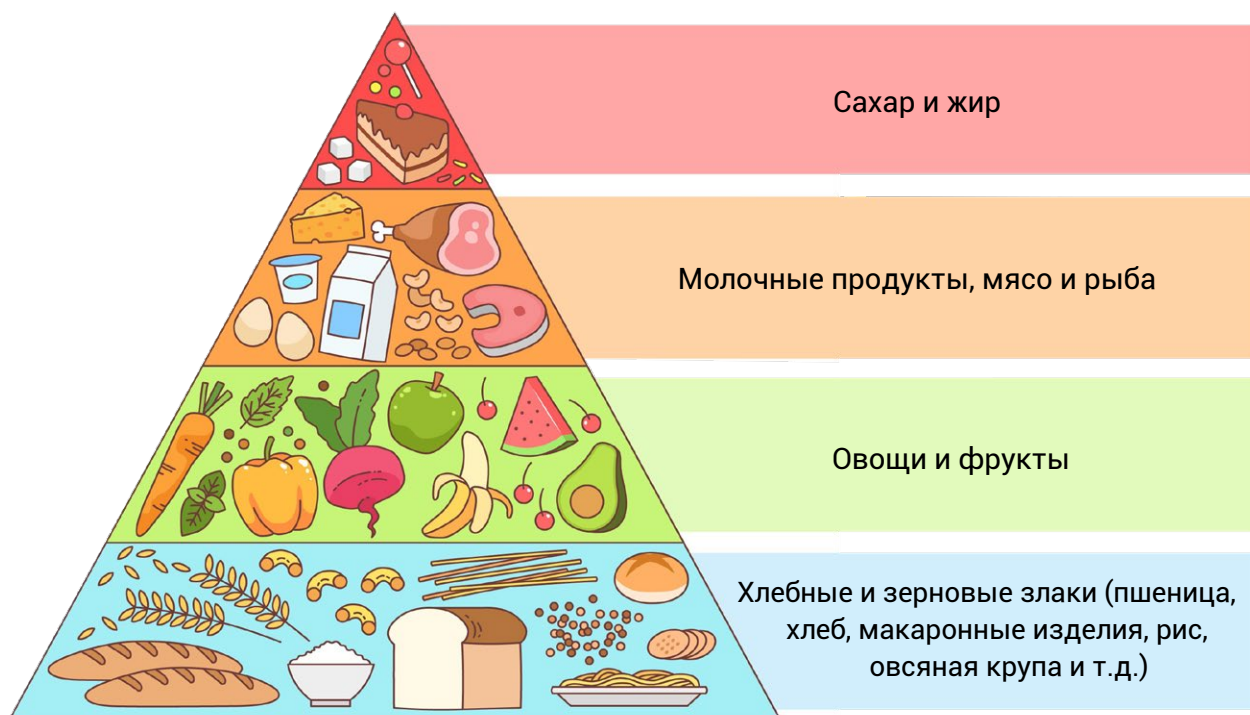 Сахар и жир
Молочные продукты, мясо и рыба
Овощи и фрукты
Хлебные и зерновые злаки (пшеница,
хлеб, макаронные изделия, рис,
овсяная крупа и т.д.)